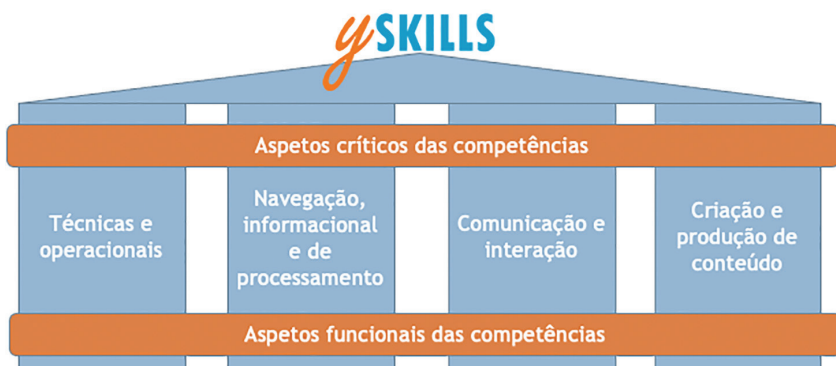 ySKILLS
Aspetos críticos das competências
Técnicas e
operacionais
Navegação,
informacional
e de
processamento
Comunicação e
interação
Criação e
produção de
conteúdo
Aspetos funcionais das competências